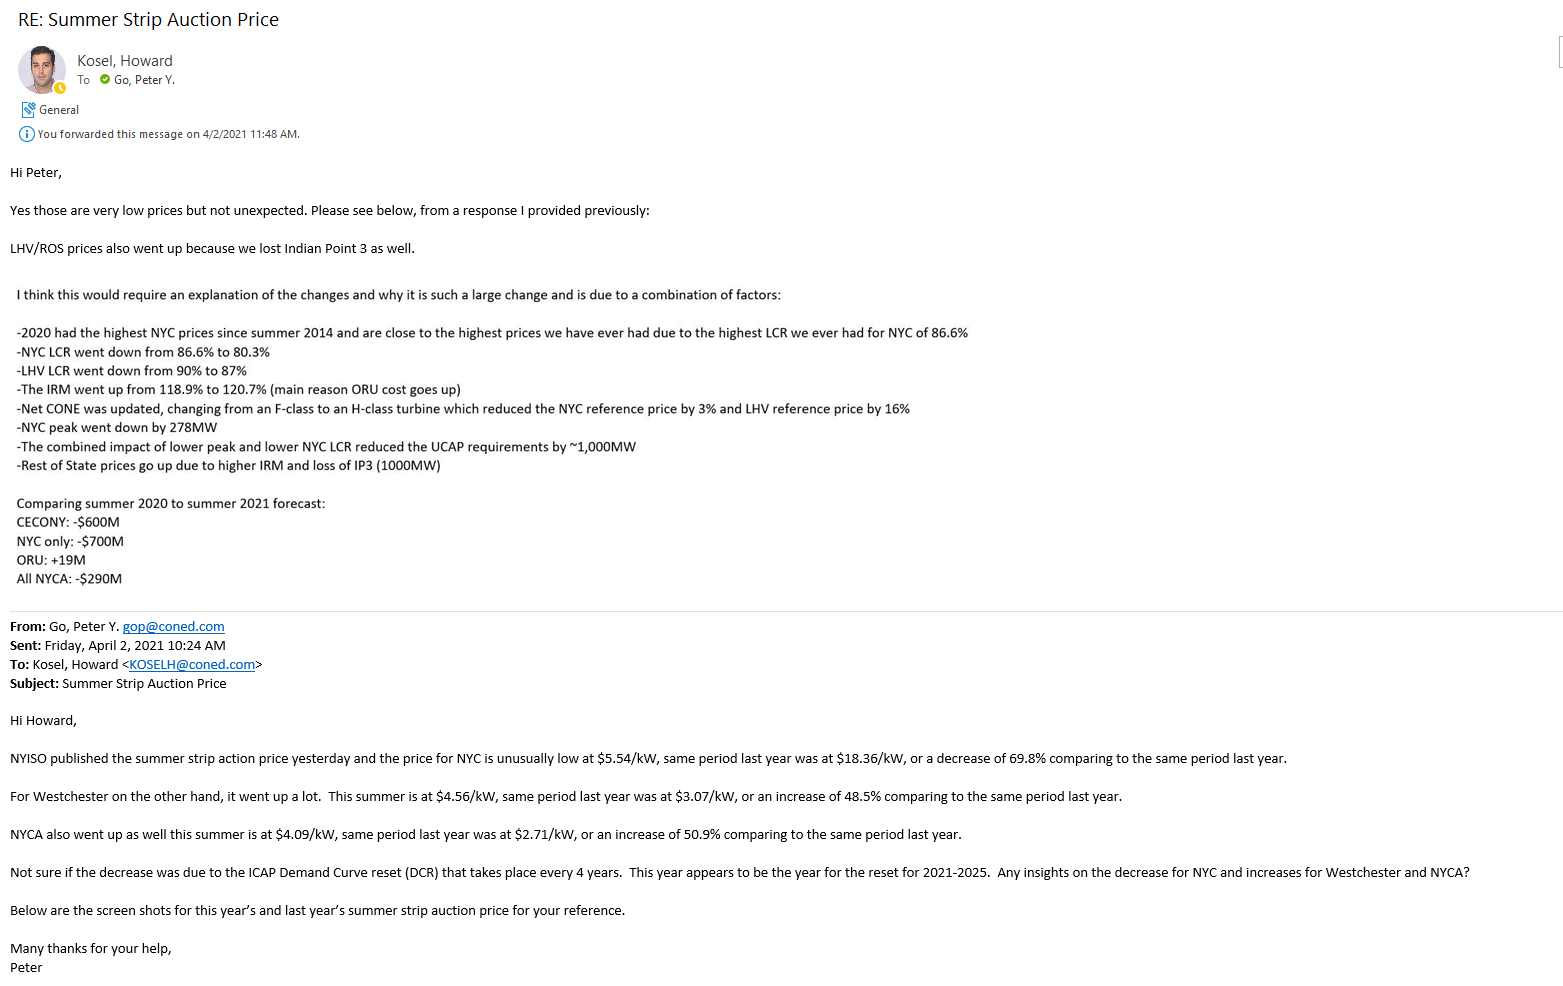 RE: Summer Strip Auction Price
Kosel, Howard
To Go, Peter Y.
General
You forwarded this message on 4/2/2021 11:48 AM.
Hi Peter,
Yes those are very low prices but not unexpected. Please see below, from a response I provided previously:
LHV/ROS prices also went up because we lost Indian Point 3 as well.
I think this would require an explanation of the changes and why it is such a large change and is due to a combination of factors:
-2020 had the highest NYC prices since summer 2014 and are close to the highest prices we have ever had due to the highest LCR we ever had for NYC of 86.6%
-NYC LCR went down from 86.6% to 80.3%
-LHV LCR went down from 90% to 87%
-The IRM went up from 118.9% to 120.7% (main reason ORU cost goes up)
-Net CONE was updated, changing from an F-class to an H-class turbine which reduced the NYC reference price by 3% and LHV reference price by 16%
-NYC peak went down by 278MW
-The combined impact of lower peak and lower NYC LCR reduced the UCAP requirements by ~1,000MW
-Rest of State prices go up due to higher IRM and loss of IP3 (1000MW)
Comparing summer 2020 to summer 2021 forecast:
CECONY: -$600M
NYC only: -$700M
ORU: +19M
All NYCA: -$290M
From: Go, Peter Y. gop@coned.com
Sent: Friday, April 2, 2021 10:24 AM
To: Kosel, Howard <KOSELH@coned.com>
Subject: Summer Strip Auction Price
Hi Howard,
NYISO published the summer strip action price yesterday and the price for NYC is unusually low at $5.54/kW, same period last year was at $18.36/kW, or a decrease of 69.8% comparing to the same period last year.
For Westchester on the other hand, it went up a lot.  This summer is at $4.56/kW, same period last year was at $3.07/kW, or an increase of 48.5% comparing to the same period last year.
NYCA also went up as well this summer is at $4.09/kW, same period last year was at $2.71/kW, or an increase of 50.9% comparing to the same period last year.
Not sure if the decrease was due to the ICAP Demand Curve reset (DCR) that takes place every 4 years.  This year appears to be the year for the reset for 2021-2025.  Any insights on the decrease for NYC and increases for Westchester and NYCA?
Below are the screen shots for this year's and last year's summer strip auction price for your reference.
Many thanks for your help,
Peter